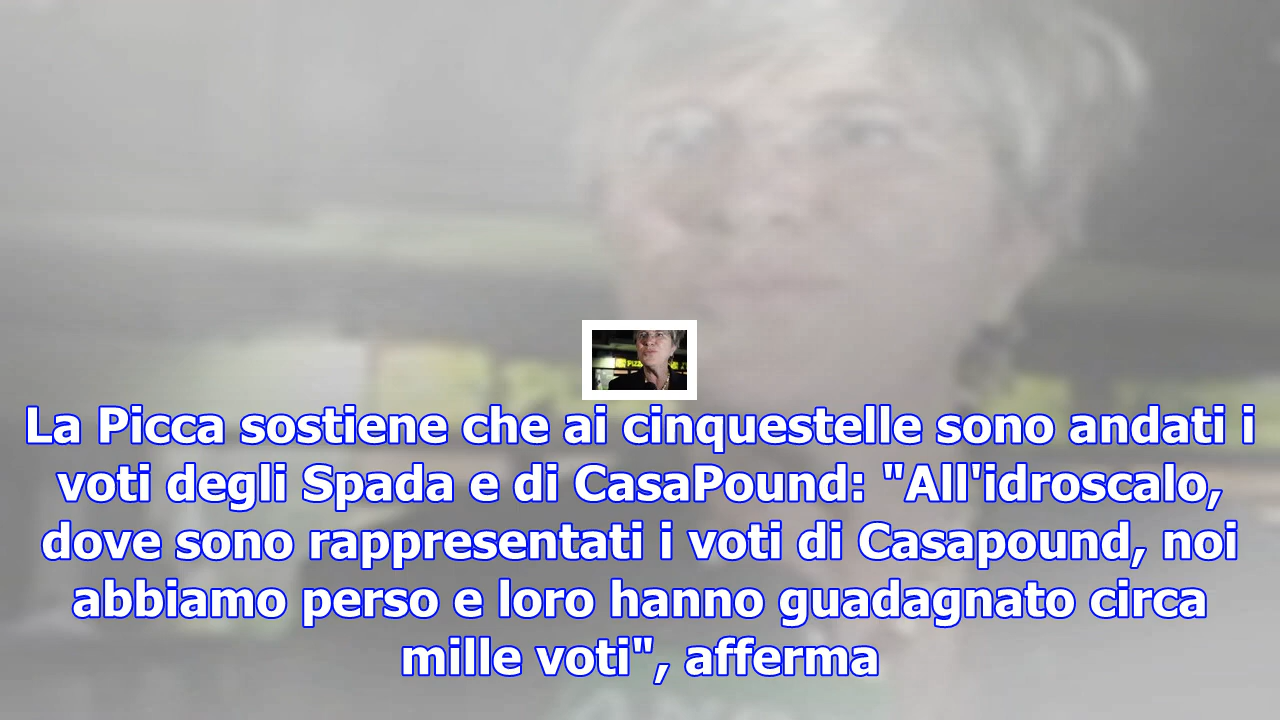 La Picca sostiene che ai cinquestelle sono andati i
voti degli Spada e di CasaPound: "All'idroscalo,
dove sono rappresentati i voti di Casapound, noi
abbiamo perso e loro hanno guadagnato circa
mille voti", afferma